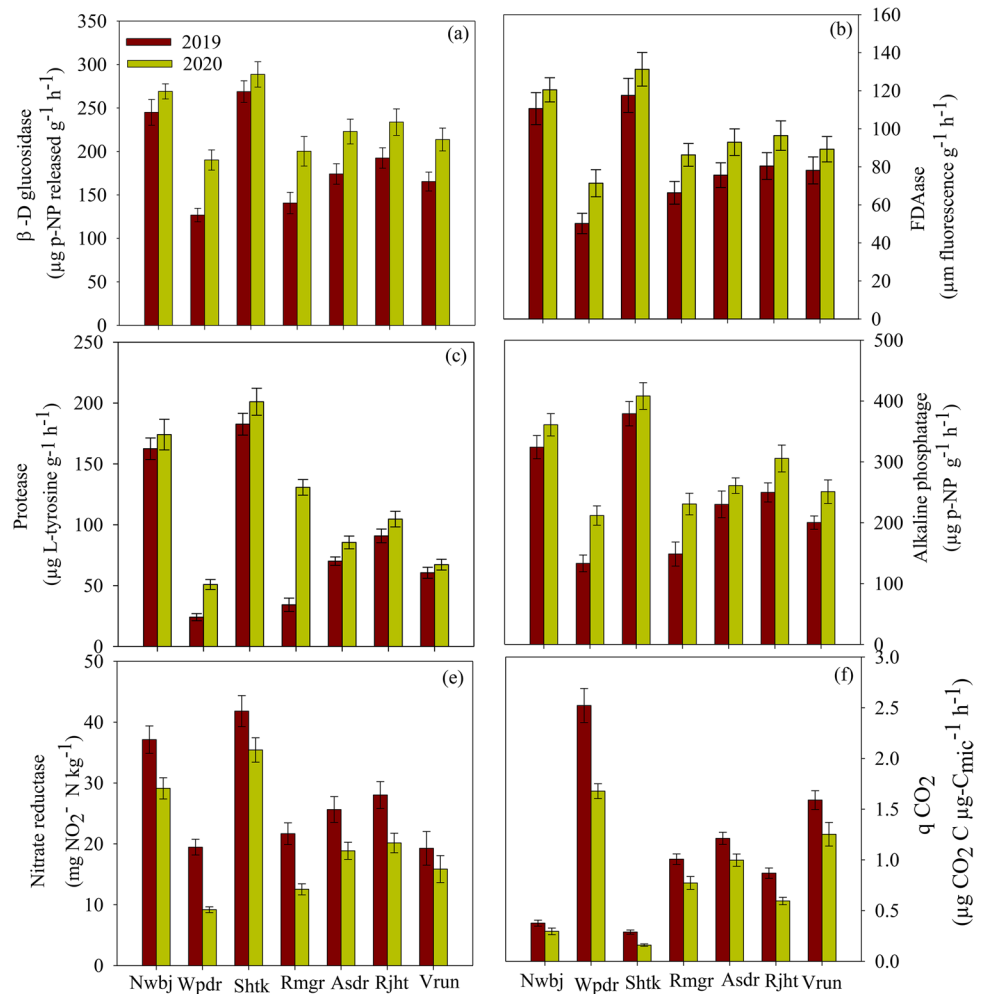 (a)
2019
2020
350
300
250
200
150
100
50
0
β -D glucosidase
(µg p-NP released g-1 h-1)
(b)
160
140
120
100
80
60
40
20
0
FDAase
(µm fluorescence g-1 h-1)
(c)
250
200
150
100
50
0
Protease
(µg L-tyrosine g-1 h-1)
500
400
300
200
100
0
Alkaline phosphatage
(µg p-NP g-1 h-1)
(e)
50
40
30
20
10
0
Nitrate reductase
(mg NO2- N kg-1)
Nwbj Wpdr Shtk Rmgr Asdr Rjht Vrun
(f)
3.0
2.5
2.0
1.5
1.0
0.5
0.0
q CO2
(µg CO2 C µg-Cmic-1 h-1)
Nwbj Wpdr Shtk Rmgr Asdr Rjht Vrun